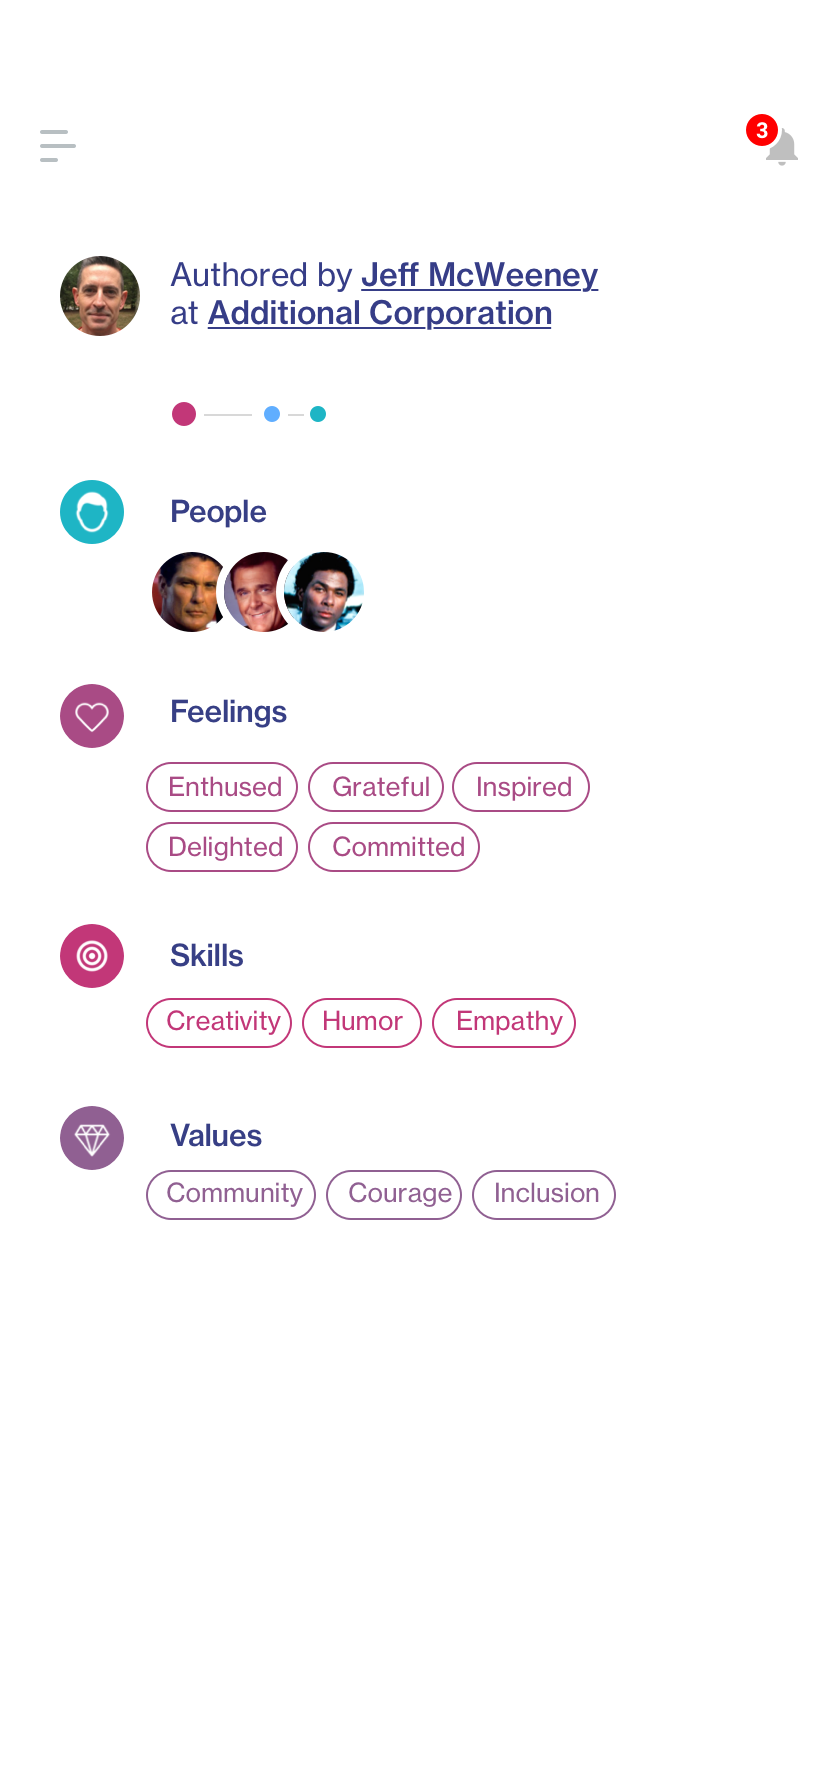 3
Authored by Jeff McWeeney
at Additional Corporation
People
Feelings
Enthused Grateful Inspired
Delighted Committed
Skills
Creativity Humor Empathy
Values
Community Courage Inclusion